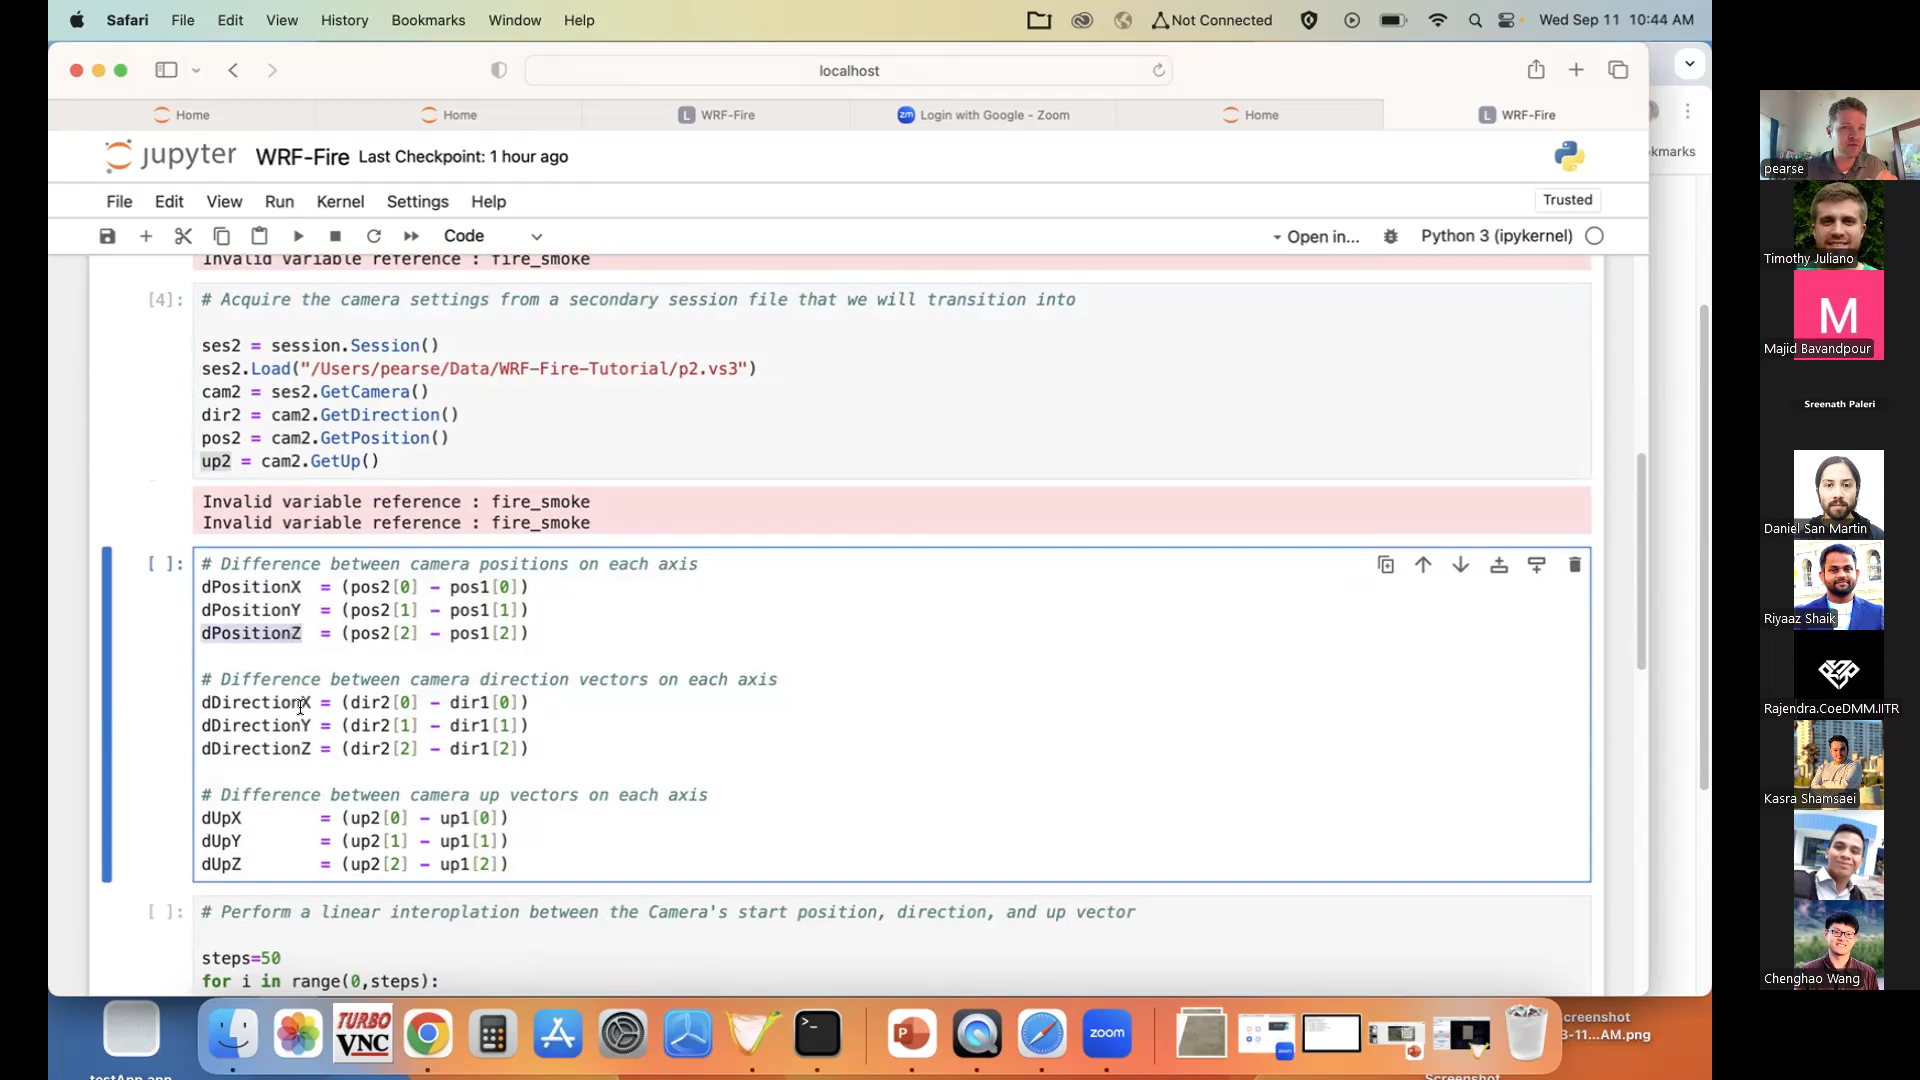 Safari File Edit View History Bookmarks Window Help Not Connected Wed Sep 11 10:44 AM
localhost
Home Home WRF-Fire Login with Google - Zoom Home WRF-Fire
jupyter WRF-Fire Last Checkpoint: 1 hour ago
kmarks
File Edit View Run Kernel Settings Help Trusted
Code Open in... Python 3 (ipykernel)
Invalid variable reference : fire_smoke
[4]: # Acquire the camera settings from a secondary session file that we will transition into
ses2 = session.Session()
ses2.Load("/Users/pearse/Data/WRF-Fire-Tutorial/p2.vs3")
cam2 = ses2.GetCamera()
dir2 = cam2.GetDirection()
pos2 = cam2.GetPosition()
up2 = cam2.GetUp()
Invalid variable reference : fire_smoke
Invalid variable reference : fire_smoke
[ ]: # Difference between camera positions on each axis
dPositionX = (pos2[0] - pos1[0])
dPositionY = (pos2[1] - pos1[1])
dPositionZ = (pos2[2] - pos1[2])
# Difference between camera direction vectors on each axis
dDirectionX = (dir2[0] - dir1[0])
dDirectionY = (dir2[1] - dir1[1])
dDirectionZ = (dir2[2] - dir1[2])
# Difference between camera up vectors on each axis
dUpX = (up2[0] - up1[0])
dUpY = (up2[1] - up1[1])
dUpZ = (up2[2] - up1[2])
[ ]: # Perform a linear interoplation between the Camera's start position, direction, and up vector
steps=50
for i in range(0,steps):
TURBO
VNC
zoom
Screenshot
3-11...AM.png
testApp.app
Screenshot
pearse
Timothy Juliano
M
Majid Bavandpour
Sreenath Paleri
Daniel San Martin
Riyaaz Shaik
Rajendra.CoeDMM.IITR
Kasra Shamsaei
Chenghao Wang